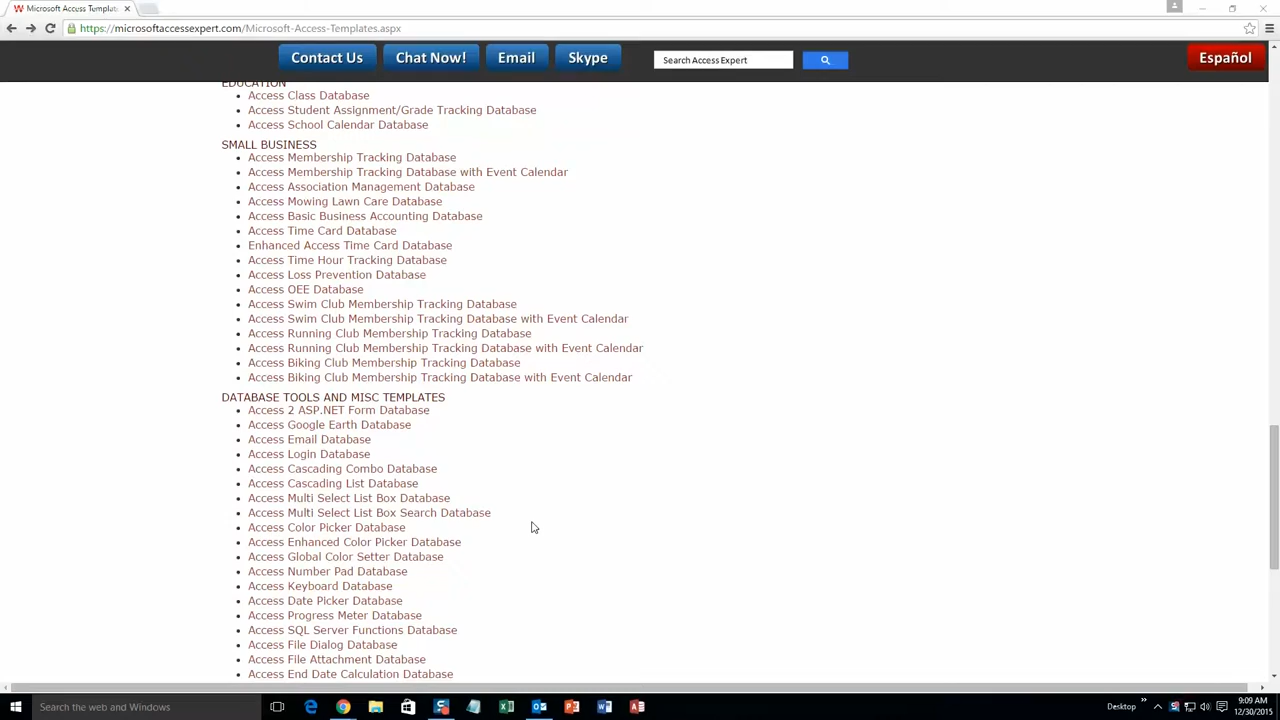 Microsoft Access Templat
https://microsoftaccessexpert.com/Microsoft-Access-Templates.aspx
Contact Us
Chat Now!
Email
Skype
Search Access Expert
Español
EDUCATION
Access Class Database
Access Student Assignment/Grade Tracking Database
Access School Calendar Database
SMALL BUSINESS
Access Membership Tracking Database
Access Membership Tracking Database with Event Calendar
Access Association Management Database
Access Mowing Lawn Care Database
Access Basic Business Accounting Database
Access Time Card Database
Enhanced Access Time Card Database
Access Time Hour Tracking Database
Access Loss Prevention Database
Access OEE Database
Access Swim Club Membership Tracking Database
Access Swim Club Membership Tracking Database with Event Calendar
Access Running Club Membership Tracking Database
Access Running Club Membership Tracking Database with Event Calendar
Access Biking Club Membership Tracking Database
Access Biking Club Membership Tracking Database with Event Calendar
DATABASE TOOLS AND MISC TEMPLATES
Access 2 ASP.NET Form Database
Access Google Earth Database
Access Email Database
Access Login Database
Access Cascading Combo Database
Access Cascading List Database
Access Multi Select List Box Database
Access Multi Select List Box Search Database
Access Color Picker Database
Access Enhanced Color Picker Database
Access Global Color Setter Database
Access Number Pad Database
Access Keyboard Database
Access Date Picker Database
Access Progress Meter Database
Access SQL Server Functions Database
Access File Dialog Database
Access File Attachment Database
Access End Date Calculation Database
Search the web and Windows
Desktop
9:09 AM
12/30/2015